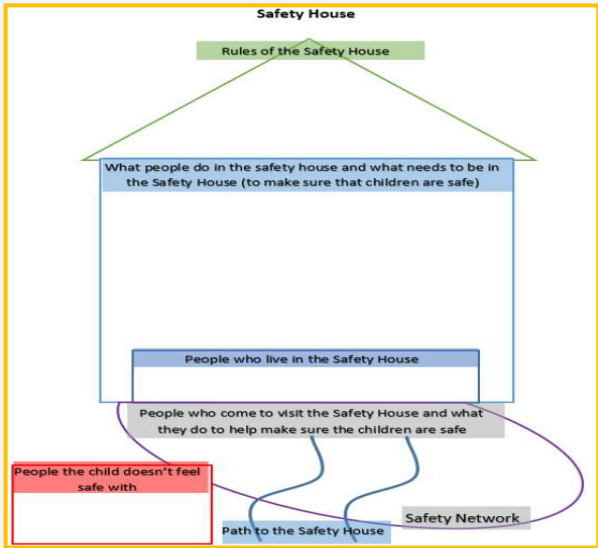 Safety House
Rules of the Safety House
What people do in the safety house and what needs to be in
the Safety House (to make sure that children are safe)
People who live in the Safety House
People who come to visit the Safety House and what
they do to help make sure the children are safe
People the child doesn't feel
safe with
Safety Network
Path to the Safety House